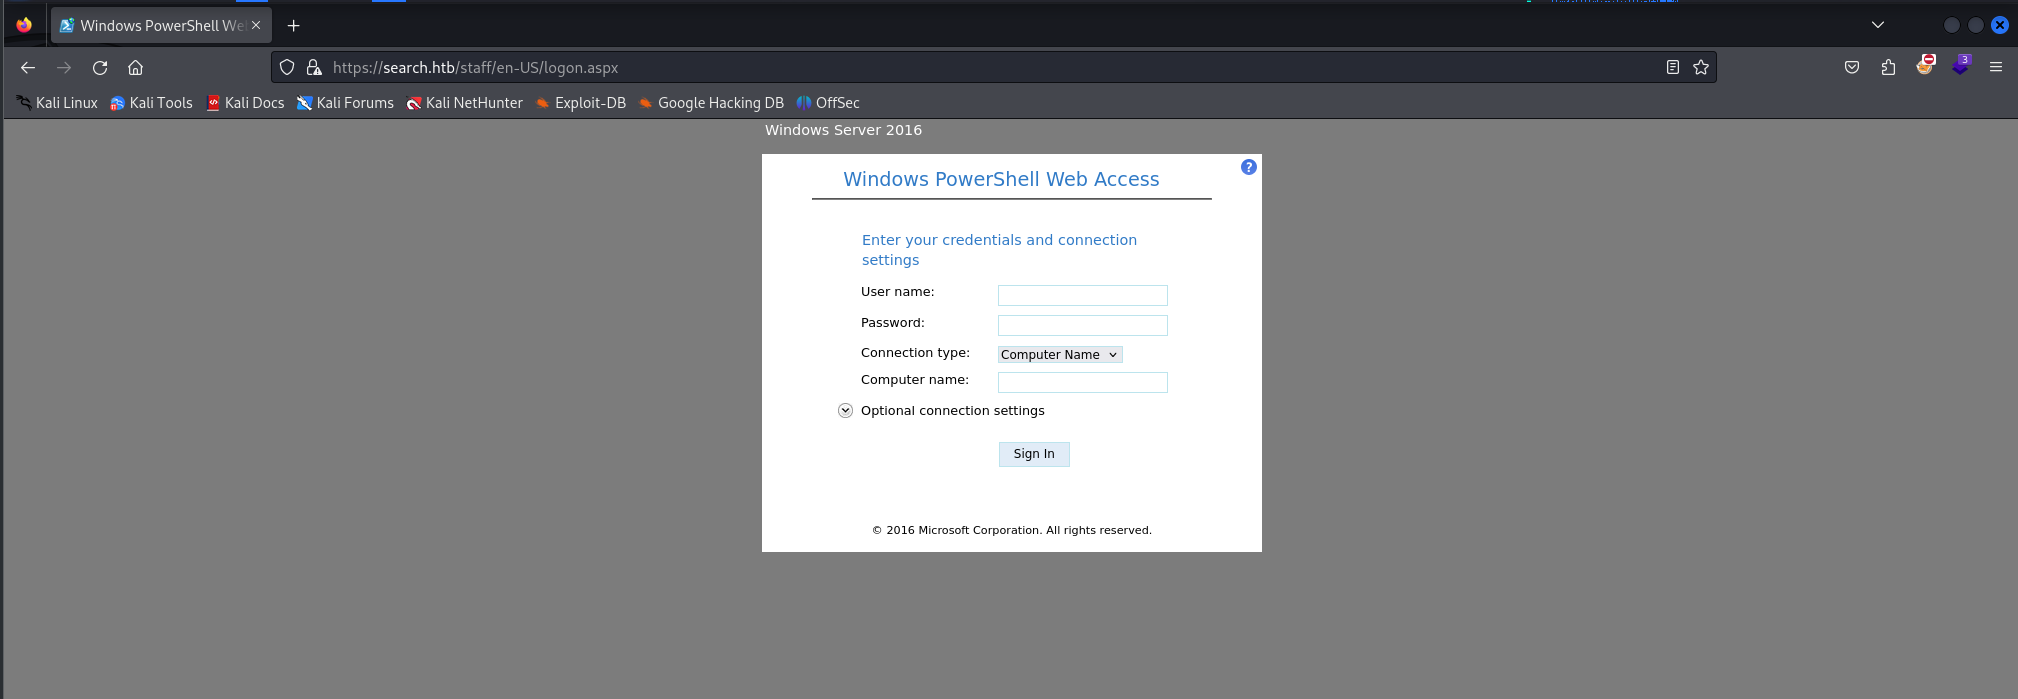 Windows PowerShell We
https://search.htb/staff/en-US/logon.aspx
3
Kali Linux Kali Tools Kali Docs Kali Forums Kali NetHunter Exploit-DB Google Hacking DB OffSec
Windows Server 2016
?
Windows PowerShell Web Access
Enter your credentials and connection
settings
User name:
Password:
Connection type: Computer Name
Computer name:
Optional connection settings
Sign In
© 2016 Microsoft Corporation. All rights reserved.